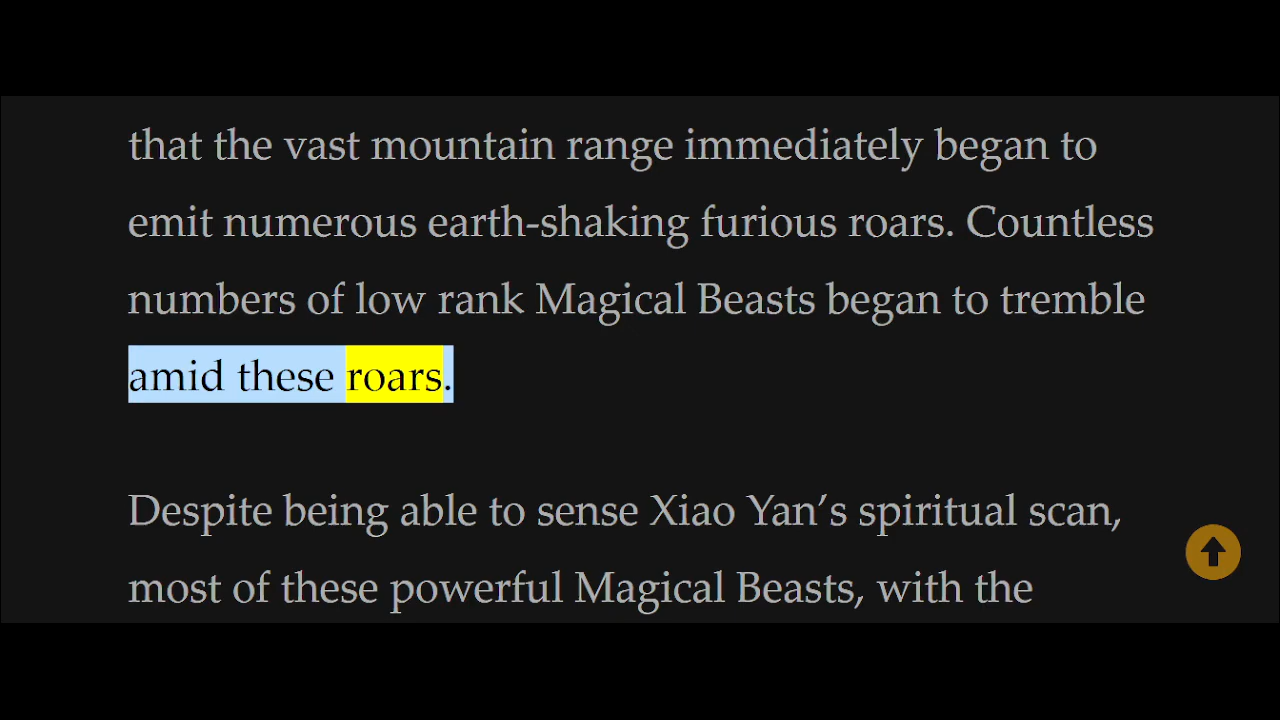 that the vast mountain range immediately began to
emit numerous earth-shaking furious roars. Countless
numbers of low rank Magical Beasts began to tremble
amid these roars.
Despite being able to sense Xiao Yan’s spiritual scan,
most of these powerful Magical Beasts, with the